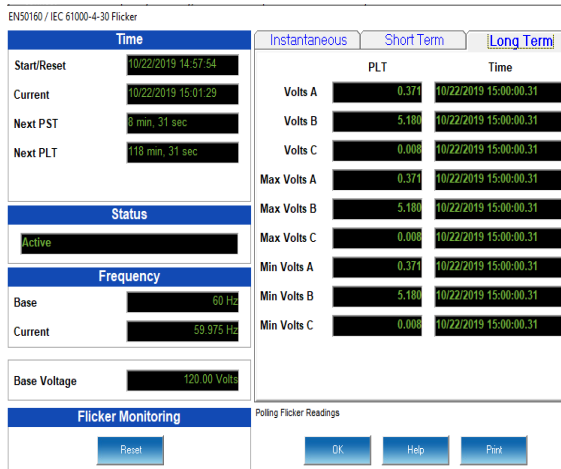 EN50160 / IEC 61000-4-30 Flicker
Time
Start/Reset 10/22/2019 14:57:54
Current 10/22/2019 15:01:29
Next PST 8 min, 31 sec
Next PLT 118 min, 31 sec
Status
Active
Frequency
Base 60 Hz
Current 59.975 Hz
Base Voltage 120.00 Volts
Flicker Monitoring
Reset
Instantaneous Short Term Long Term
PLT Time
Volts A 0.371 10/22/2019 15:00:00.31
Volts B 5.180 10/22/2019 15:00:00.31
Volts C 0.008 10/22/2019 15:00:00.31
Max Volts A 0.371 10/22/2019 15:00:00.31
Max Volts B 5.180 10/22/2019 15:00:00.31
Max Volts C 0.008 10/22/2019 15:00:00.31
Min Volts A 0.371 10/22/2019 15:00:00.31
Min Volts B 5.180 10/22/2019 15:00:00.31
Min Volts C 0.008 10/22/2019 15:00:00.31
Polling Flicker Readings
OK Help Print